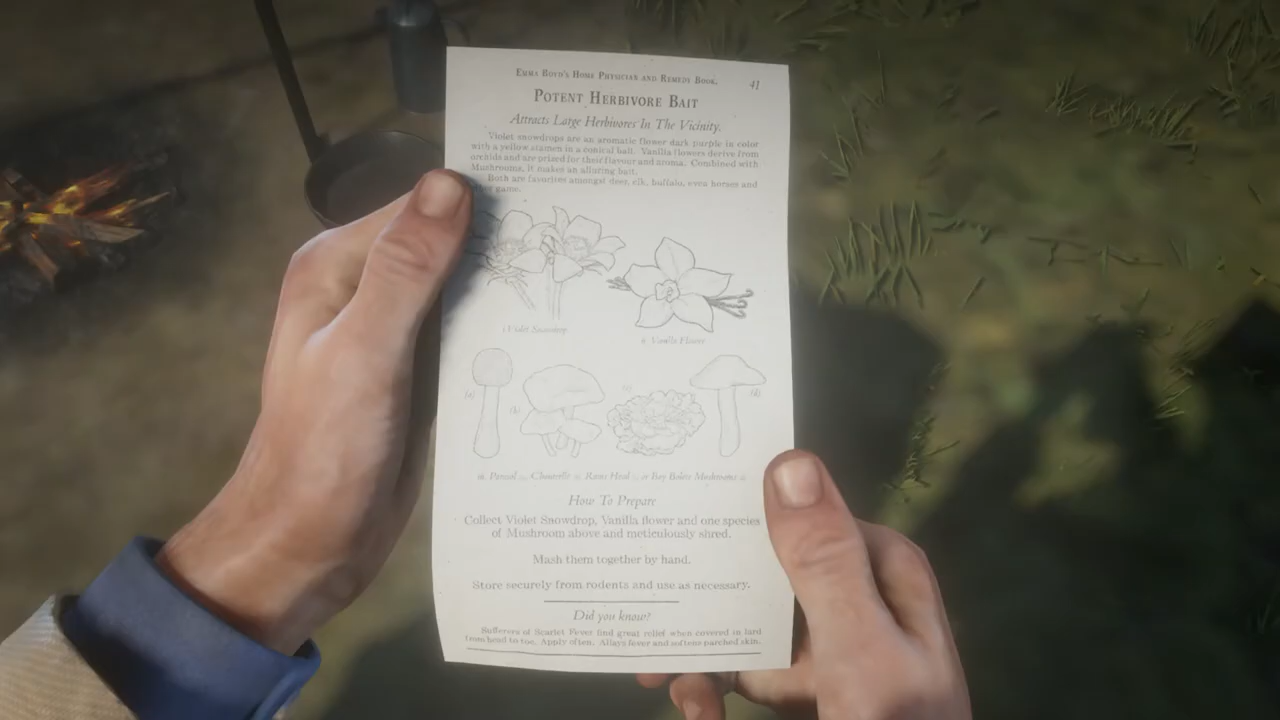 Emma Boyd's Home Physician and Remedy Book.
41
Potent Herbivore Bait
Attracts Large Herbivores In The Vicinity.
Violet snowdrops are an aromatic flower dark purple in color
with a yellow stamen in a conical ball. Vanilla flowers derive from
orchids and are prized for their flavour and aroma. Combined with
Mushrooms, it makes an alluring bait.
Both are favorites amongst deer, elk, buffalo, even horses and
game.
Violet Snowdrop
Vanilla Flower
(a)
(b)
(c)
(d)
Parasol Chanterelle Rams Head or Bay Bolete Mushrooms
How To Prepare
Collect Violet Snowdrop, Vanilla flower and one species
of Mushroom above and meticulously shred.
Mash them together by hand.
Store securely from rodents and use as necessary.
Did you know?
Sufferers of Scarlet Fever find great relief when covered in lard
from head to toe. Apply often. Allays fever and softens parched skin.